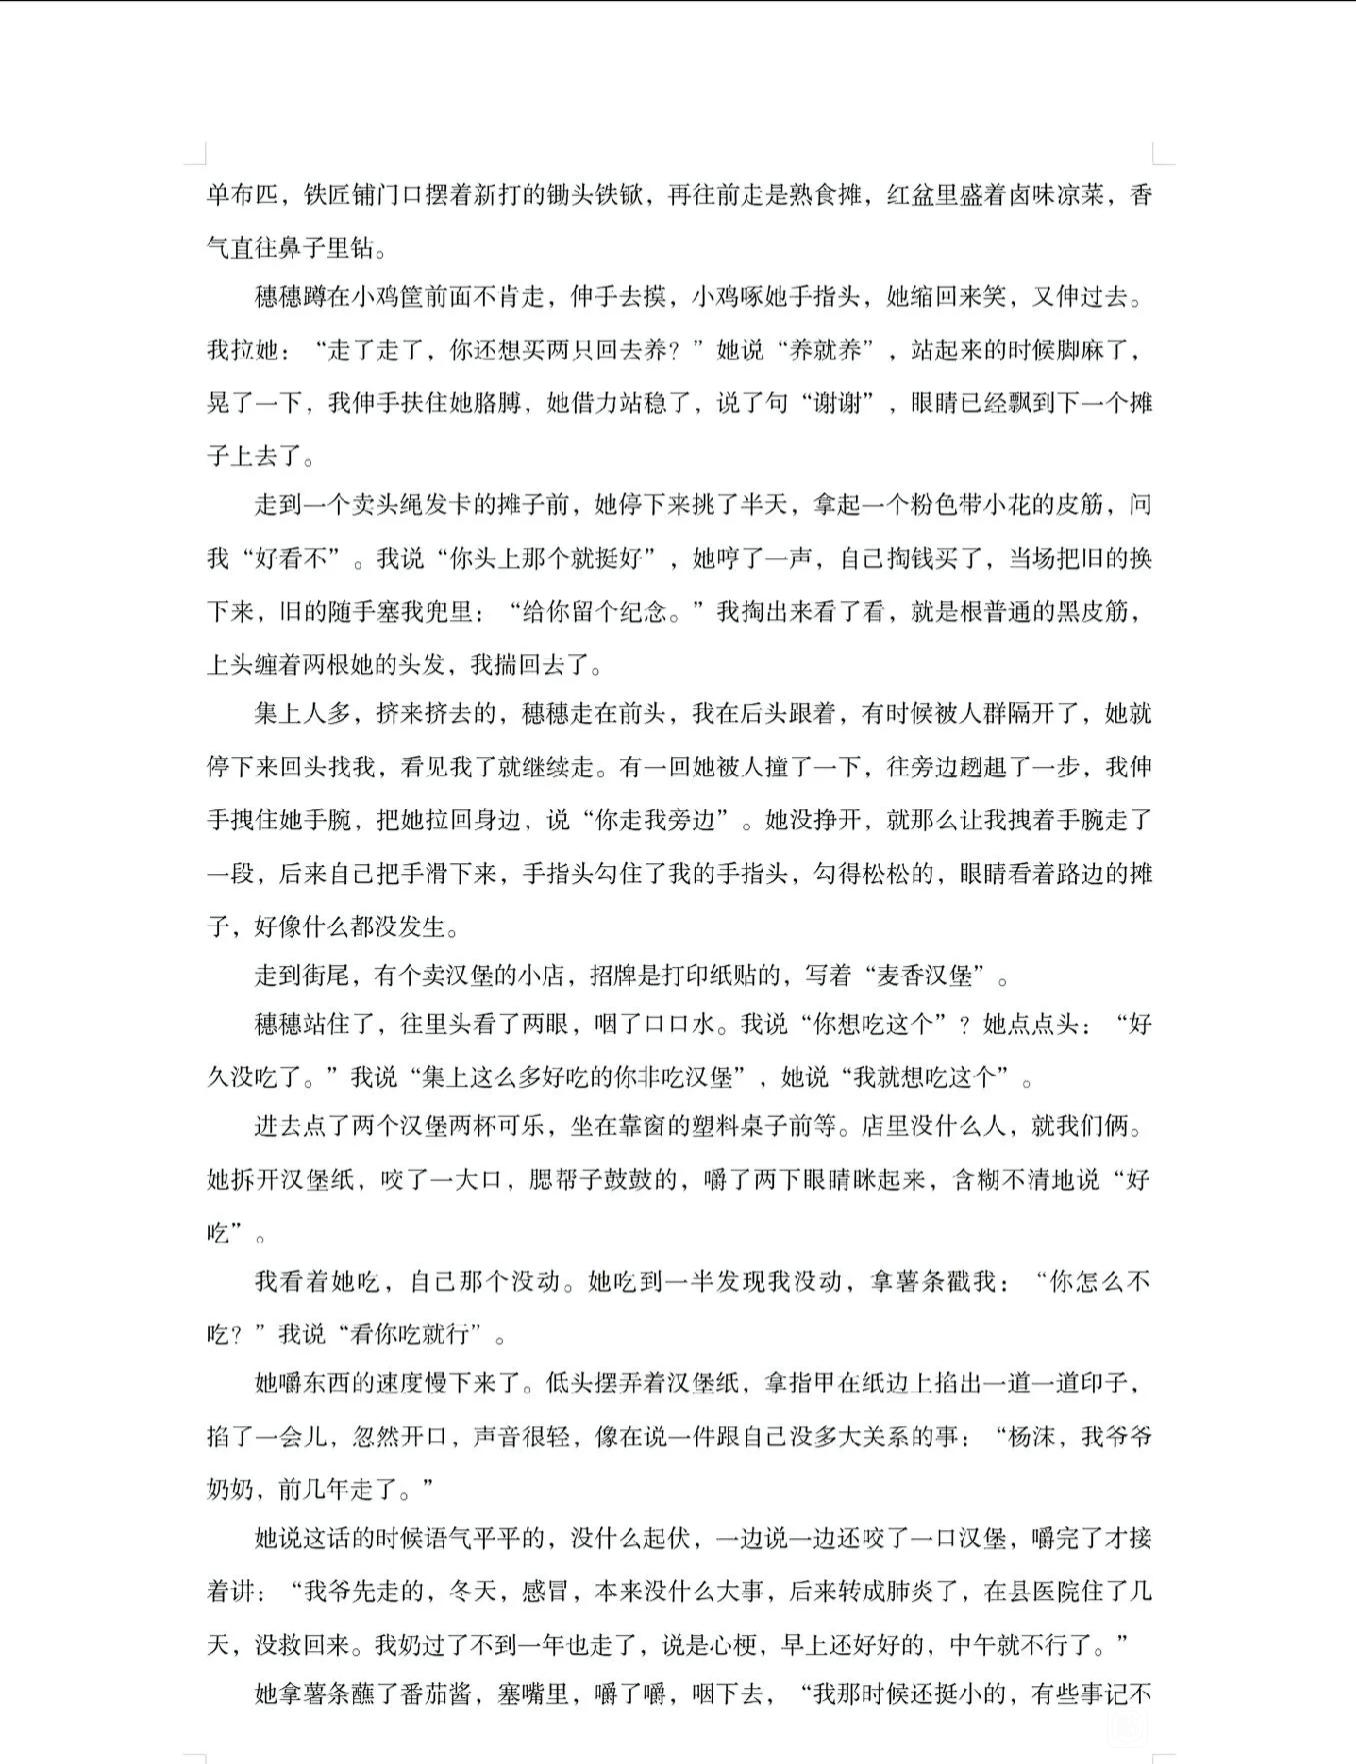 单布匹，铁匠铺门口摆着新打的锄头铁锨，再往前走是熟食摊，红盆里盛着卤味凉菜，香
气直往鼻子里钻。
穗穗蹲在小鸡筐前面不肯走，伸手去摸，小鸡啄她手指头，她缩回来笑，又伸过去。
我拉她：“走了走了，你还想买两只回去养？”她说“养就养”，站起来的时候脚麻了，
晃了一下，我伸手扶住她胳膊，她借力站稳了，说了句“谢谢”，眼睛已经飘到下一个摊
子上去了。
走到一个卖头绳发卡的摊子前，她停下来挑了半天，拿起一个粉色带小花的皮筋，问
我“好看不”。我说“你头上那个就挺好”，她哼了一声，自己掏钱买了，当场把旧的换
下来，旧的随手塞我兜里：“给你留个纪念。”我掏出来看了看，就是根普通的黑皮筋，
上头缠着两根她的头发，我揣回去了。
集上人多，挤来挤去的，穗穗走在前头，我在后头跟着，有时候被人群隔开了，她就
停下来回头找我，看见我了就继续走。有一回她被人撞了一下，往旁边趔趄了一步，我伸
手拽住她手腕，把她拉回身边，说“你走我旁边”。她没挣开，就那么让我拽着手腕走了
一段，后来自己把手滑下来，手指头勾住了我的手指头，勾得松松的，眼睛看着路边的摊
子，好像什么都没发生。
走到街尾，有个卖汉堡的小店，招牌是打印纸贴的，写着“麦香汉堡”。
穗穗站住了，往里头看了两眼，咽了口口水。我说“你想吃这个”？她点点头：“好
久没吃了。”我说“集上这么多好吃的你非吃汉堡”，她说“我就想吃这个”。
进去点了两个汉堡两杯可乐，坐在靠窗的塑料桌子前等。店里没什么人，就我们俩。
她拆开汉堡纸，咬了一大口，腮帮子鼓鼓的，嚼了两下眼睛眯起来，含糊不清地说“好
吃”。
我看着她吃，自己那个没动。她吃到一半发现我没动，拿薯条戳我：“你怎么不
吃？”我说“看你吃就行”。
她嚼东西的速度慢下来了。低头摆弄着汉堡纸，拿指甲在纸边上掐出一道一道印子，
掐了一会儿，忽然开口，声音很轻，像在说一件跟自己没多大关系的事：“杨沫，我爷爷
奶奶，前几年走了。”
她说这话的时候语气平平的，没什么起伏，一边说一边还咬了一口汉堡，嚼完了才接
着讲：“我爷先走的，冬天，感冒，本来没什么大事，后来转成肺炎了，在县医院住了几
天，没救回来。我奶过了不到一年也走了，说是心梗，早上还好好的，中午就不行了。”
她拿薯条蘸了番茄酱，塞嘴里，嚼了嚼，咽下去，“我那时候还挺小的，有些事记不